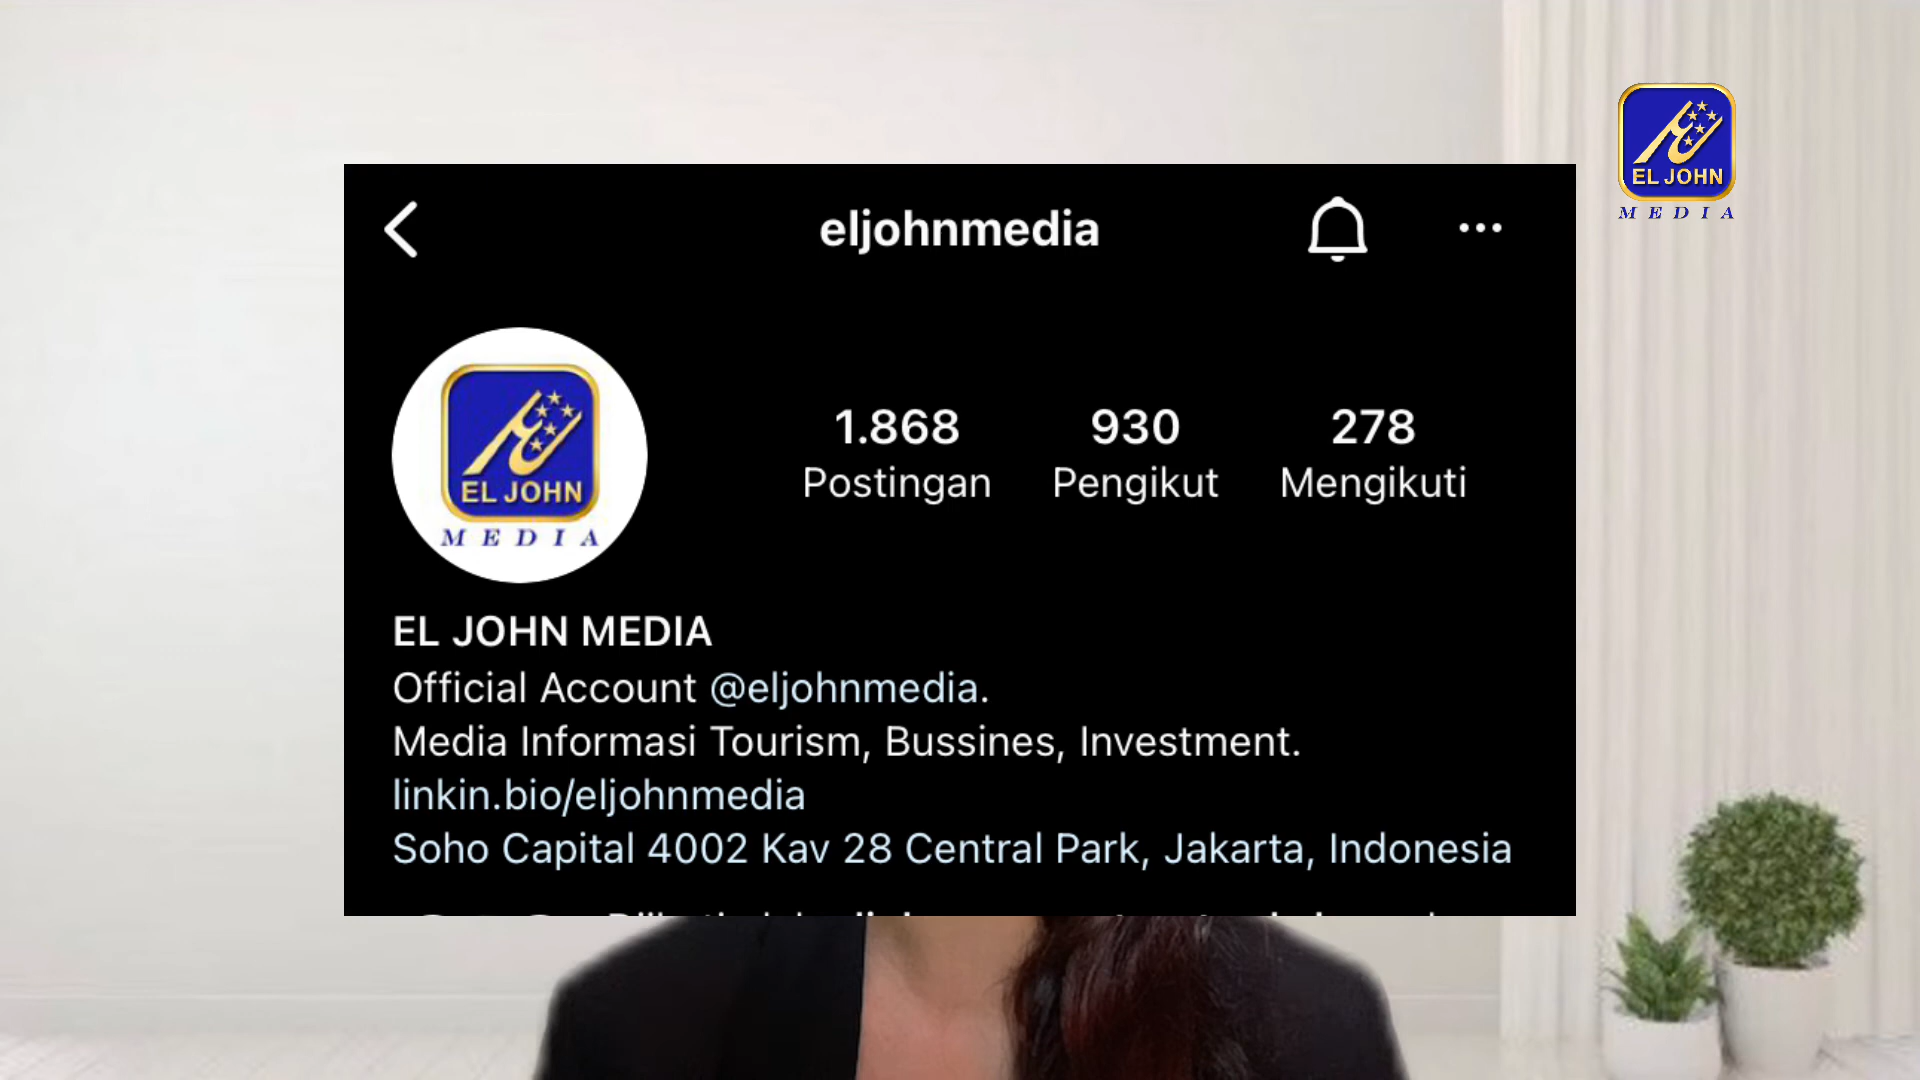 eljohnmedia
EL JOHN
MEDIA
1.868 930 278
Postingan Pengikut Mengikuti
EL JOHN
MEDIA
EL JOHN MEDIA
Official Account @eljohnmedia.
Media Informasi Tourism, Bussines, Investment.
linkin.bio/eljohnmedia
Soho Capital 4002 Kav 28 Central Park, Jakarta, Indonesia